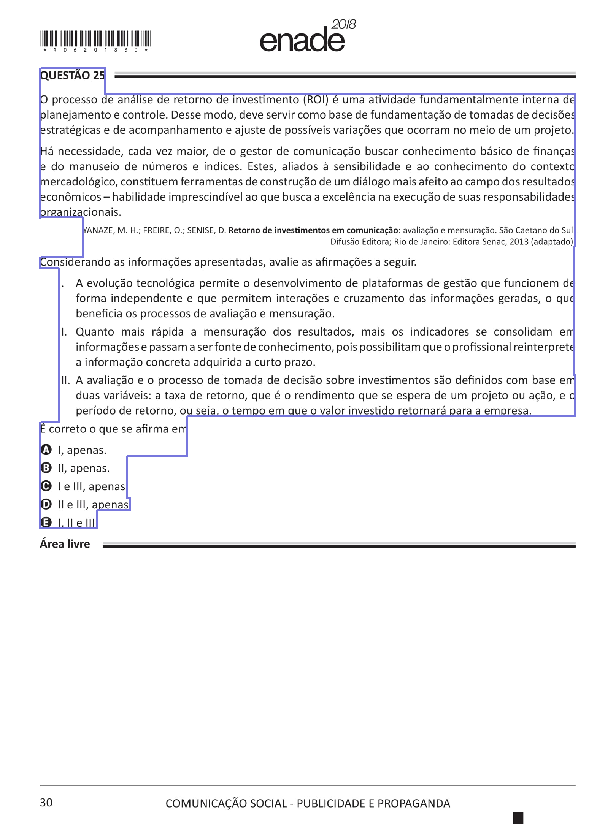 *R0620188 30*
enade 2018
QUESTÃO 25
O processo de análise de retorno de investimento (ROI) é uma atividade fundamentalmente interna de
planejamento e controle. Desse modo, deve servir como base de fundamentação de tomadas de decisões
estratégicas e de acompanhamento e ajuste de possíveis variações que ocorram no meio de um projeto.
Há necessidade, cada vez maior, de o gestor de comunicação buscar conhecimento básico de finanças
e do manuseio de números e índices. Estes, aliados à sensibilidade e ao conhecimento do contexto
mercadológico, constituem ferramentas de construção de um diálogo mais afeito ao campo dos resultados
econômicos – habilidade imprescindível ao que busca a excelência na execução de suas responsabilidades
organizacionais.
YANAZE, M. H.; FREIRE, O.; SENISE, D. Retorno de investimentos em comunicação: avaliação e mensuração. São Caetano do Sul
Difusão Editora; Rio de Janeiro: Editora Senac, 2013 (adaptado)
Considerando as informações apresentadas, avalie as afirmações a seguir.
I. A evolução tecnológica permite o desenvolvimento de plataformas de gestão que funcionem de
forma independente e que permitem interações e cruzamento das informações geradas, o que
beneficia os processos de avaliação e mensuração.
II. Quanto mais rápida a mensuração dos resultados, mais os indicadores se consolidam em
informações e passam a ser fonte de conhecimento, pois possibilitam que o profissional reinterprete
a informação concreta adquirida a curto prazo.
III. A avaliação e o processo de tomada de decisão sobre investimentos são definidos com base em
duas variáveis: a taxa de retorno, que é o rendimento que se espera de um projeto ou ação, e o
período de retorno, ou seja, o tempo em que o valor investido retornará para a empresa.
É correto o que se afirma em
A I, apenas.
B II, apenas.
C I e III, apenas
D II e III, apenas
E I, II e III
Área livre
30 COMUNICAÇÃO SOCIAL - PUBLICIDADE E PROPAGANDA